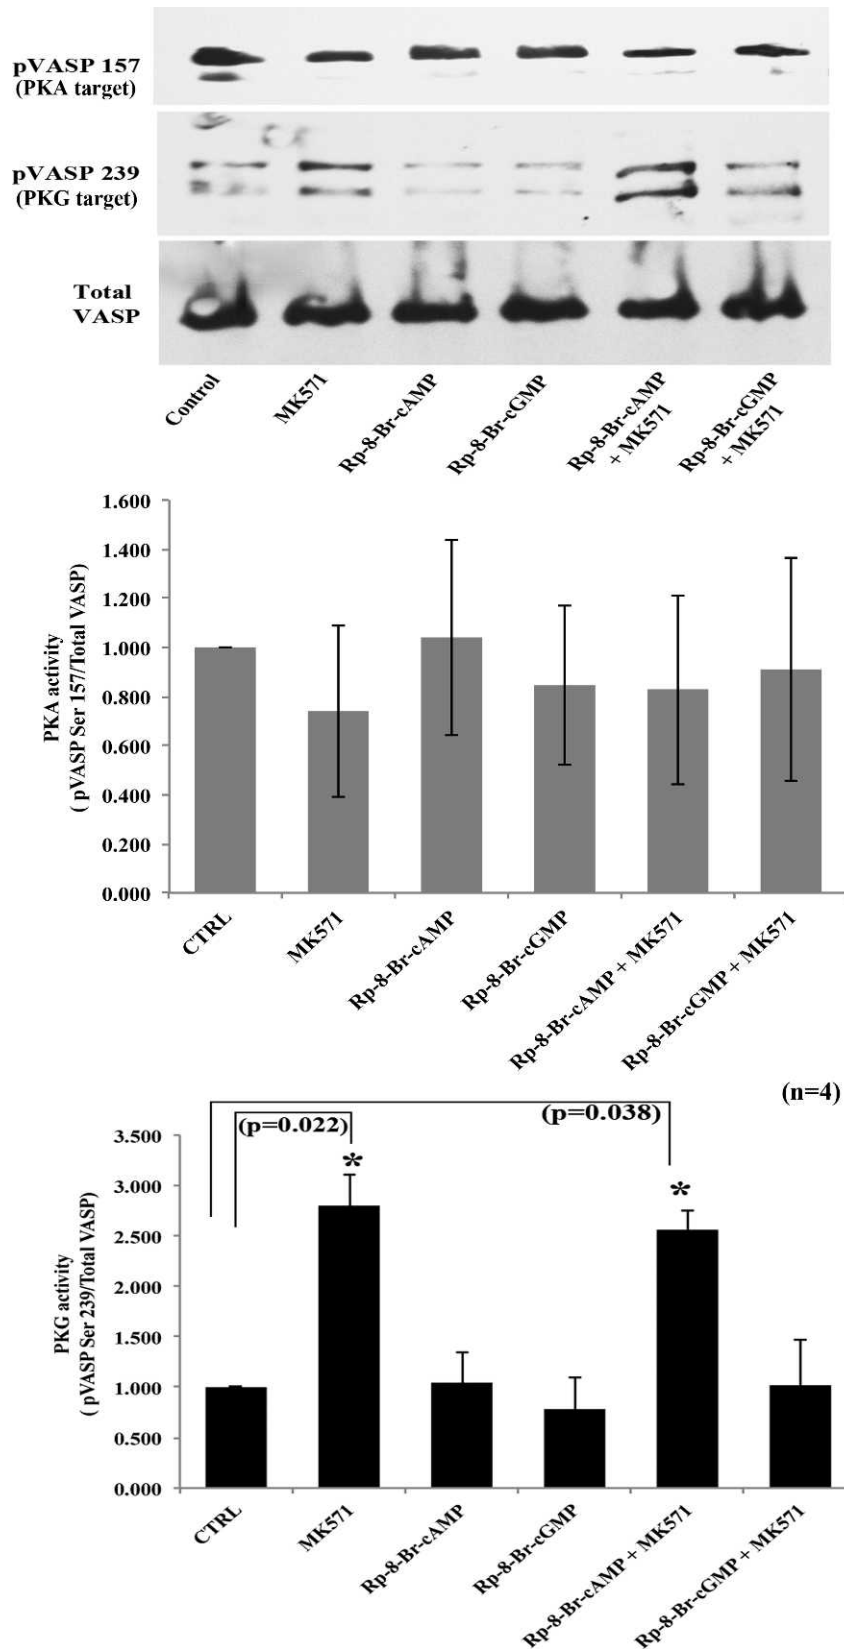 pVASP 157
(PKA target)
pVASP 239
(PKG target)
Total
VASP
Control
MK571
Rp-8-Br-cAMP
Rp-8-Br-cGMP
Rp-8-Br-cAMP
+ MK571
Rp-8-Br-cGMP
+ MK571
PKA activity
( pVASP Ser 157/Total VASP)
1.600
1.400
1.200
1.000
0.800
0.600
0.400
0.200
0.000
CTRL
MK571
Rp-8-Br-cAMP
Rp-8-Br-cGMP
Rp-8-Br-cAMP + MK571
Rp-8-Br-cGMP + MK571
(n=4)
(p=0.022)
(p=0.038)
*
*
PKG activity
( pVASP Ser 239/Total VASP)
3.500
3.000
2.500
2.000
1.500
1.000
0.500
0.000
CTRL
MK571
Rp-8-Br-cAMP
Rp-8-Br-cGMP
Rp-8-Br-cAMP + MK571
Rp-8-Br-cGMP + MK571